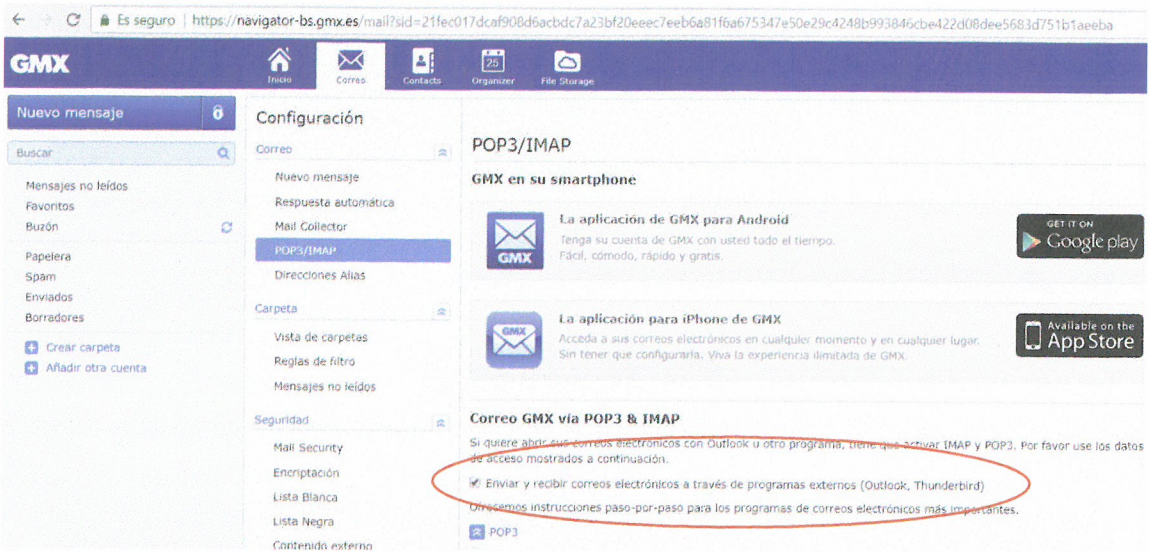 Es seguro | https://navigator-bs.gmx.es/mail?sid=21fec017dcaf908d6acbdc7a23bf20eeec7eeb6a81f6a675347e50e29c4248b993846cbe422d08dee5683d751b1aeeba
GMX
Inicio
Correo
Contacts
25
Organizer
File Storage
Nuevo mensaje
Buscar
Mensajes no leídos
Favoritos
Buzón
Papelera
Spam
Enviados
Borradores
Crear carpeta
Añadir otra cuenta
Configuración
Correo
Nuevo mensaje
Respuesta automática
Mail Collector
POP3/IMAP
Direcciones Alias
Carpeta
Vista de carpetas
Reglas de filtro
Mensajes no leídos
Seguridad
Mail Security
Encriptación
Lista Blanca
Lista Negra
Contenido externo
POP3/IMAP
GMX en su smartphone
GMX
La aplicación de GMX para Android
Tenga su cuenta de GMX con usted todo el tiempo.
Fácil, cómodo, rápido y gratis.
GET IT ON
Google play
GMX
La aplicación para iPhone de GMX
Acceda a sus correos electrónicos en cualquier momento y en cualquier lugar.
Sin tener que configurarla. Viva la experiencia ilimitada de GMX.
Available on the
App Store
Correo GMX vía POP3 & IMAP
Si quiere abrir sus correos electrónicos con Outlook u otro programa, tiene que activar IMAP y POP3. Por favor use los datos
de acceso mostrados a continuación.
Enviar y recibir correos electrónicos a través de programas externos (Outlook, Thunderbird)
Ofrecemos instrucciones paso-por-paso para los programas de correos electrónicos más importantes.
POP3